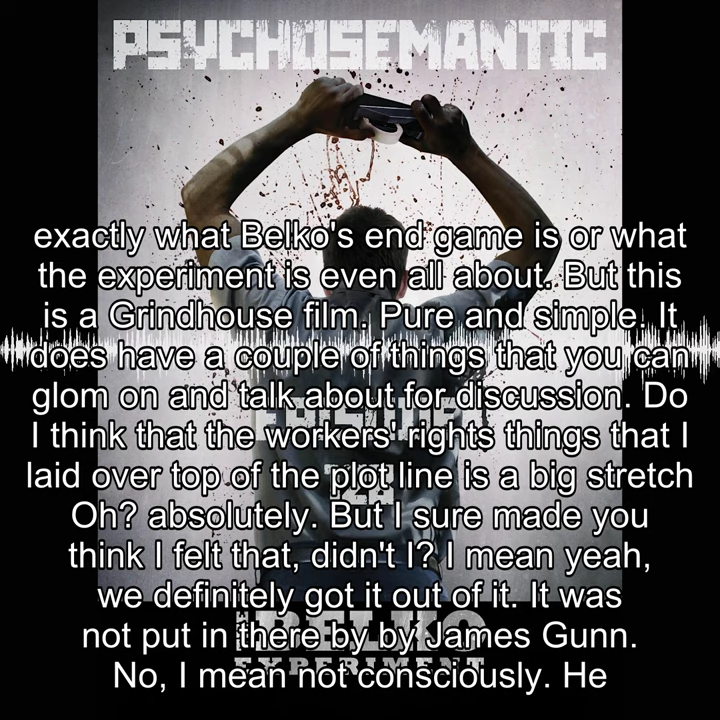 PSYCHOSEMANTIC
exactly what Belko's end game is or what
the experiment is even all about. But this
is a Grindhouse film. Pure and simple. It
does have a couple of things that you can
glom on and talk about for discussion. Do
I think that the workers' rights things that I
laid over top of the plot line is a big stretch
Oh? absolutely. But I sure made you
think I felt that, didn't I? I mean yeah,
we definitely got it out of it. It was
not put in there by by James Gunn.
No, I mean not consciously. He
EPISODE
THE
BELKO
EXPERIMENT